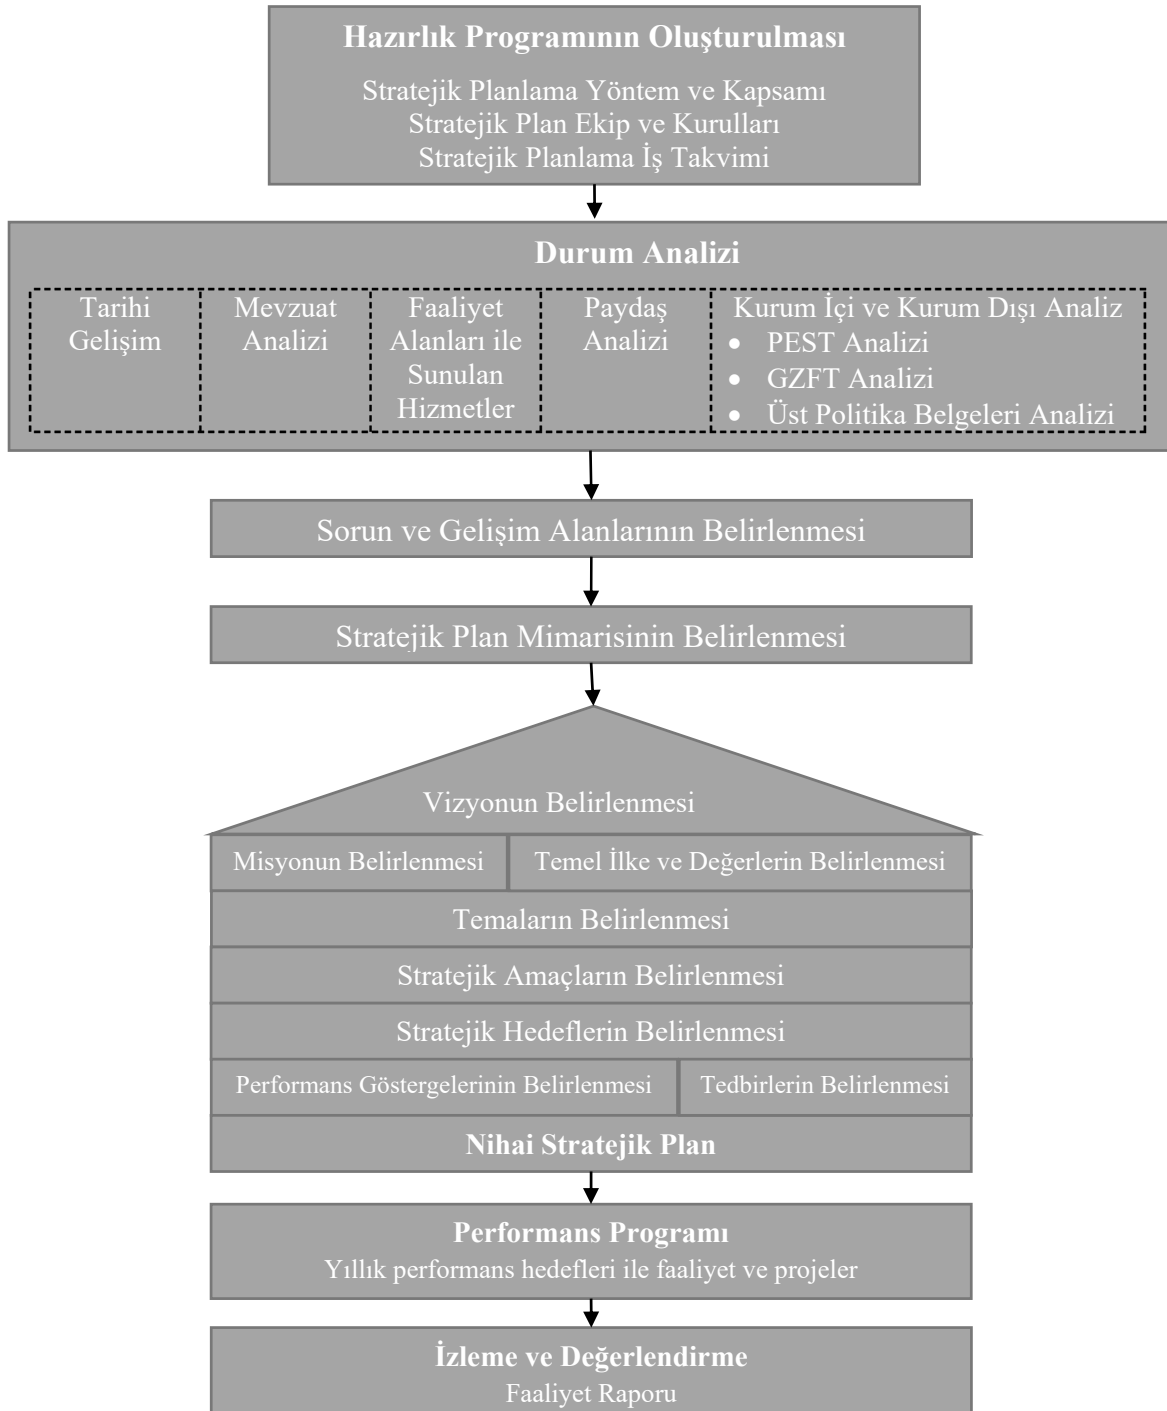 Hazırlık Programının Oluşturulması
Stratejik Planlama Yöntem ve Kapsamı
Stratejik Plan Ekip ve Kurulları
Stratejik Planlama İş Takvimi
Durum Analizi
Tarihi
Gelişim
Mevzuat
Analizi
Faaliyet
Alanları ile
Sunulan
Hizmetler
Paydaş
Analizi
Kurum İçi ve Kurum Dışı Analiz
• PEST Analizi
• GZFT Analizi
• Üst Politika Belgeleri Analizi
Sorun ve Gelişim Alanlarının Belirlenmesi
Stratejik Plan Mimarisinin Belirlenmesi
Vizyonun Belirlenmesi
Misyonun Belirlenmesi
Temel İlke ve Değerlerin Belirlenmesi
Temaların Belirlenmesi
Stratejik Amaçların Belirlenmesi
Stratejik Hedeflerin Belirlenmesi
Performans Göstergelerinin Belirlenmesi
Tedbirlerin Belirlenmesi
Nihai Stratejik Plan
Performans Programı
Yıllık performans hedefleri ile faaliyet ve projeler
İzleme ve Değerlendirme
Faaliyet Raporu